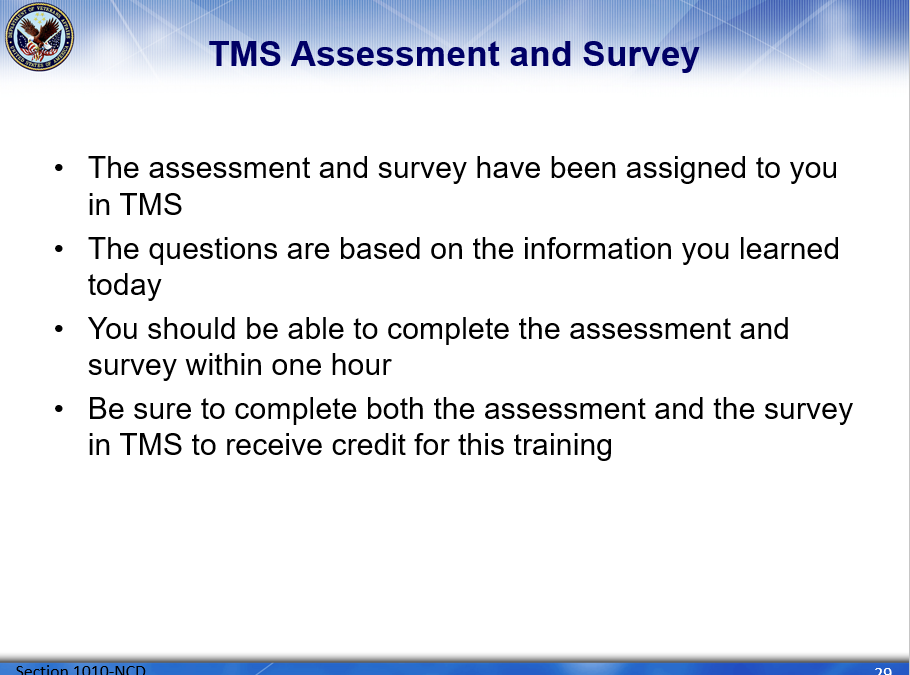 TMS Assessment and Survey
• The assessment and survey have been assigned to you
in TMS
• The questions are based on the information you learned
today
• You should be able to complete the assessment and
survey within one hour
• Be sure to complete both the assessment and the survey
in TMS to receive credit for this training
Section 1010-NCD
29